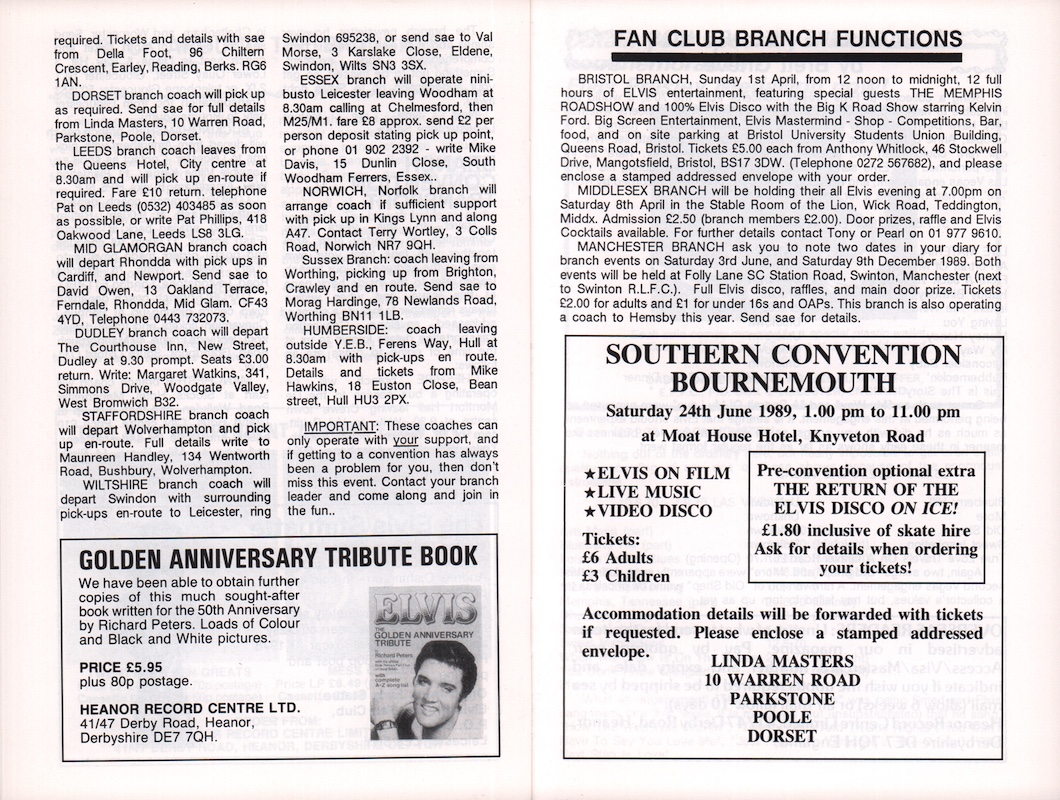 required. Tickets and details with sae
from Della Foot, 96 Chiltern
Crescent, Earley, Reading, Berks. RG6
1AN.
DORSET branch coach will pick up
as required. Send sae for full details
from Linda Masters, 10 Warren Road,
Parkstone, Poole, Dorset.
LEEDS branch coach leaves from
the Queens Hotel, City centre at
8.30am and will pick up en-route if
required. Fare £10 return. telephone
Pat on Leeds (0532) 403485 as soon
as possible, or write Pat Phillips, 418
Oakwood Lane, Leeds LS8 3LG.
MID GLAMORGAN branch coach
will depart Rhondda with pick ups in
Cardiff, and Newport. Send sae to
David Owen, 13 Oakland Terrace,
Ferndale, Rhondda, Mid Glam. CF43
4YD, Telephone 0443 732073.
DUDLEY branch coach will depart
The Courthouse Inn, New Street,
Dudley at 9.30 prompt. Seats £3.00
return. Write: Margaret Watkins, 341,
Simmons Drive, Woodgate Valley,
West Bromwich B32.
STAFFORDSHIRE branch coach
will depart Wolverhampton and pick
up en-route. Full details write to
Maunreen Handley, 134 Wentworth
Road, Bushbury, Wolverhampton.
WILTSHIRE branch coach will
depart Swindon with surrounding
pick-ups en-route to Leicester, ring
Swindon 695238, or send sae to Val
Morse, 3 Karslake Close, Eldene,
Swindon, Wilts SN3 3SX.
ESSEX branch will operate nini-
busto Leicester leaving Woodham at
8.30am calling at Chelmesford, then
M25/M1. fare £8 approx. send £2 per
person deposit stating pick up point,
or phone 01 902 2392 - write Mike
Davis, 15 Dunlin Close, South
Woodham Ferrers, Essex..
NORWICH, Norfolk branch will
arrange coach if sufficient support
with pick up in Kings Lynn and along
A47. Contact Terry Wortley, 3 Colls
Road, Norwich NR7 9QH.
Sussex Branch: coach leaving from
Worthing, picking up from Brighton,
Crawley and en route. Send sae to
Morag Hardinge, 78 Newlands Road,
Worthing BN11 1LB.
HUMBERSIDE: coach leaving
outside Y.E.B., Ferens Way, Hull at
8.30am with pick-ups en route.
Details and tickets from Mike
Hawkins, 18 Euston Close, Bean
street, Hull HU3 2PX.
IMPORTANT: These coaches can
only operate with your support, and
if getting to a convention has always
been a problem for you, then don't
miss this event. Contact your branch
leader and come along and join in
the fun..
GOLDEN ANNIVERSARY TRIBUTE BOOK
We have been able to obtain further
copies of this much sought-after
book written for the 50th Anniversary
by Richard Peters. Loads of Colour
and Black and White pictures.
PRICE £5.95
plus 80p postage.
HEANOR RECORD CENTRE LTD.
41/47 Derby Road, Heanor,
Derbyshire DE7 7QH.
ELVIS
THE
GOLDEN ANNIVERSARY
TRIBUTE
by
Richard Peters
with
complete
A-Z song list
FAN CLUB BRANCH FUNCTIONS
BRISTOL BRANCH, Sunday 1st April, from 12 noon to midnight, 12 full
hours of ELVIS entertainment, featuring special guests THE MEMPHIS
ROADSHOW and 100% Elvis Disco with the Big K Road Show starring Kelvin
Ford. Big Screen Entertainment, Elvis Mastermind - Shop - Competitions, Bar,
food, and on site parking at Bristol University Students Union Building,
Queens Road, Bristol. Tickets £5.00 each from Anthony Whitlock, 46 Stockwell
Drive, Mangotsfield, Bristol, BS17 3DW. (Telephone 0272 567682), and please
enclose a stamped addressed envelope with your order.
MIDDLESEX BRANCH will be holding their all Elvis evening at 7.00pm on
Saturday 8th April in the Stable Room of the Lion, Wick Road, Teddington,
Middx. Admission £2.50 (branch members £2.00). Door prizes, raffle and Elvis
Cocktails available. For further details contact Tony or Pearl on 01 977 9610.
MANCHESTER BRANCH ask you to note two dates in your diary for
branch events on Saturday 3rd June, and Saturday 9th December 1989. Both
events will be held at Folly Lane SC Station Road, Swinton, Manchester (next
to Swinton R.L.F.C.). Full Elvis disco, raffles, and main door prize. Tickets
£2.00 for adults and £1 for under 16s and OAPs. This branch is also operating
a coach to Hemsby this year. Send sae for details.
SOUTHERN CONVENTION
BOURNEMOUTH
Saturday 24th June 1989, 1.00 pm to 11.00 pm
at Moat House Hotel, Knyveton Road
★ELVIS ON FILM
★LIVE MUSIC
★VIDEO DISCO
Tickets:
£6 Adults
£3 Children
Pre-convention optional extra
THE RETURN OF THE
ELVIS DISCO ON ICE!
£1.80 inclusive of skate hire
Ask for details when ordering
your tickets!
Accommodation details will be forwarded with tickets
if requested. Please enclose a stamped addressed
envelope.
LINDA MASTERS
10 WARREN ROAD
PARKSTONE
POOLE
DORSET